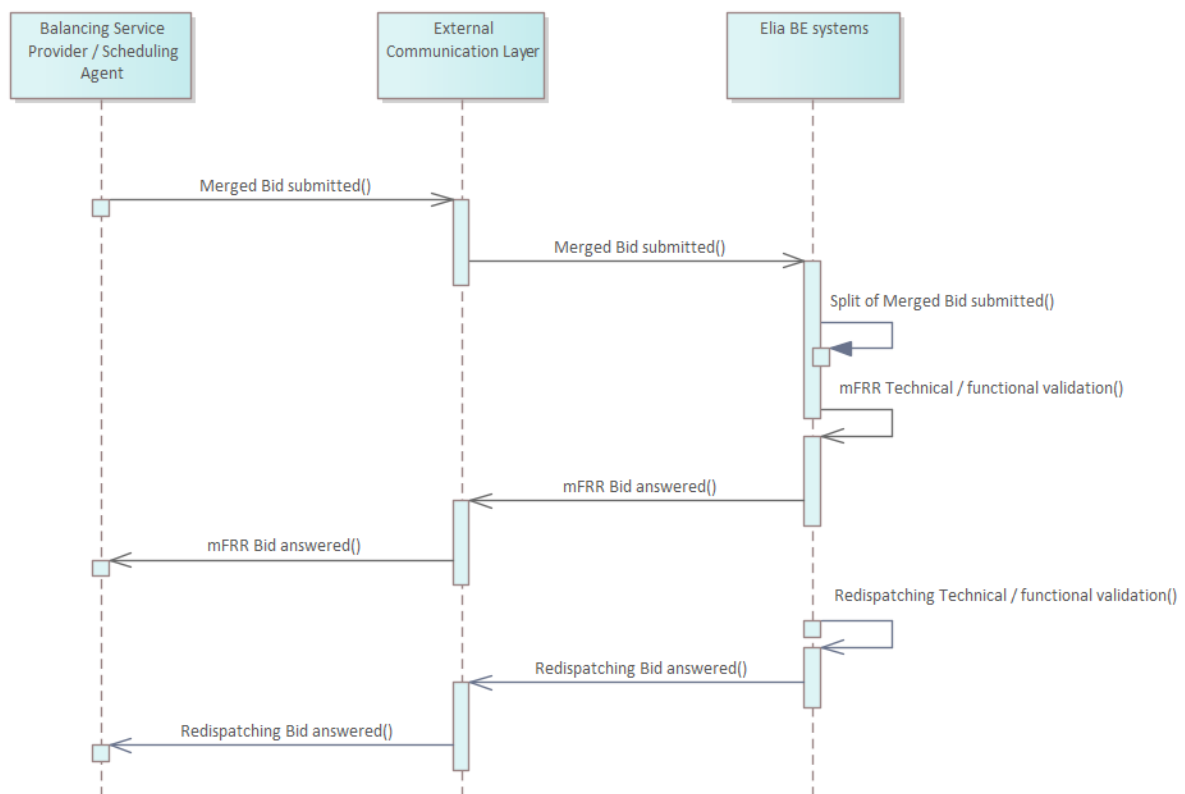 Balancing Service
Provider / Scheduling
Agent
External
Communication Layer
Elia BE systems
Merged Bid submitted()
Merged Bid submitted()
Split of Merged Bid submitted()
mFRR Technical / functional validation()
mFRR Bid answered()
mFRR Bid answered()
Redispatching Technical / functional validation()
Redispatching Bid answered()
Redispatching Bid answered()